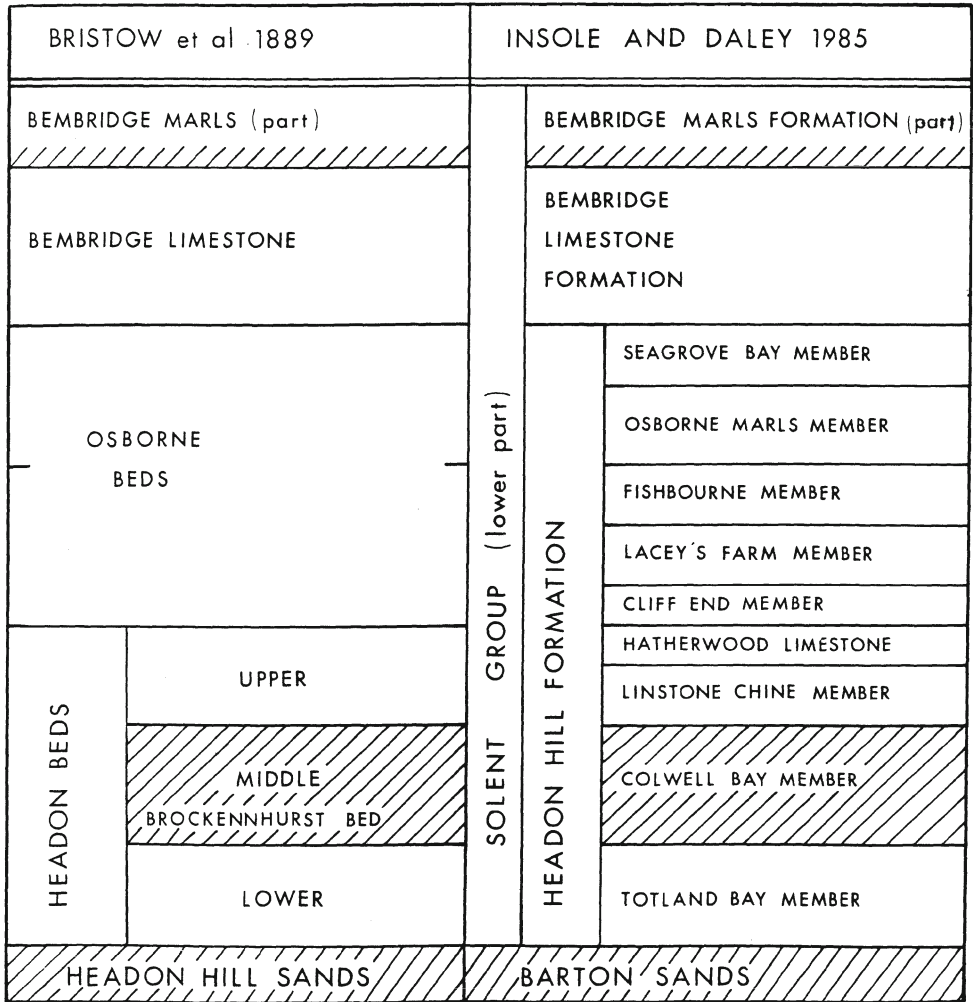 BRISTOW et al 1889
INSOLE AND DALEY 1985
BEMBRIDGE MARLS (part)
BEMBRIDGE MARLS FORMATION (part)
BEMBRIDGE LIMESTONE
BEMBRIDGE
LIMESTONE
FORMATION
OSBORNE
BEDS
SOLENT GROUP (lower part)
HEADON HILL FORMATION
SEAGROVE BAY MEMBER
OSBORNE MARLS MEMBER
FISHBOURNE MEMBER
LACEY'S FARM MEMBER
CLIFF END MEMBER
HATHERWOOD LIMESTONE
LINSTONE CHINE MEMBER
HEADON BEDS
UPPER
MIDDLE
BROCKENNHURST BED
LOWER
COLWELL BAY MEMBER
TOTLAND BAY MEMBER
HEADON HILL SANDS
BARTON SANDS